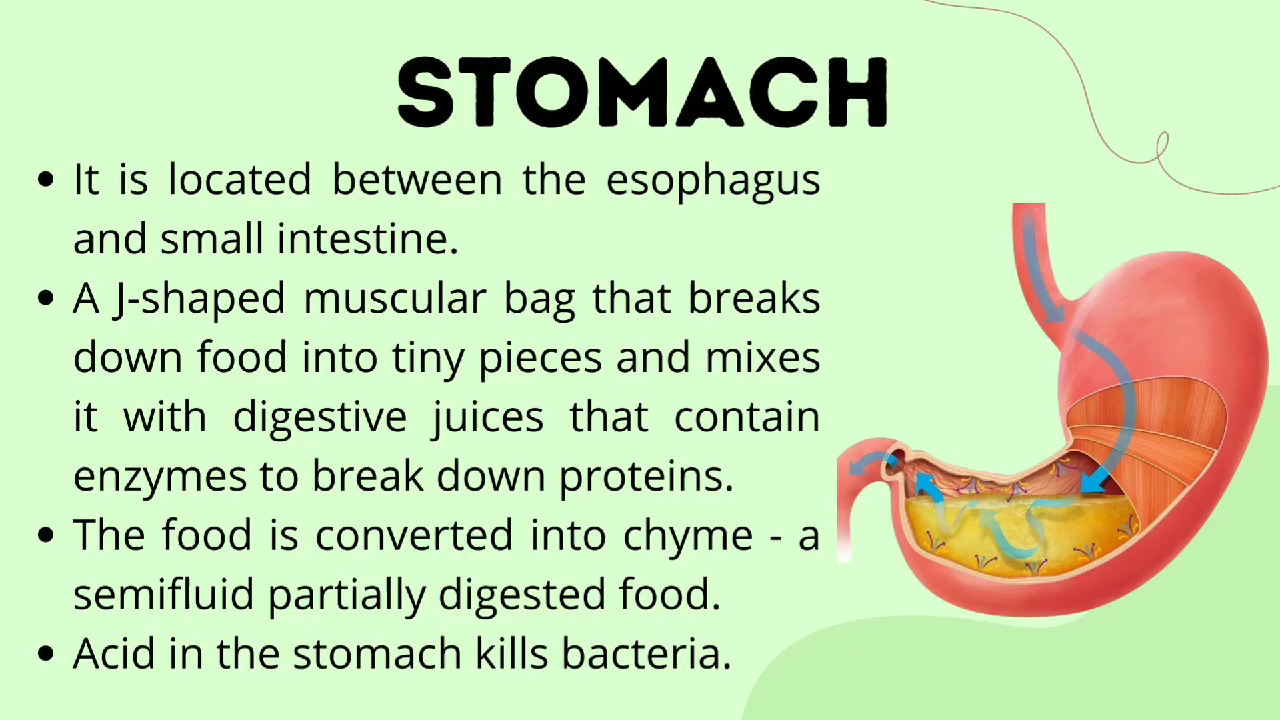 STOMACH
• It is located between the esophagus
and small intestine.
• A J-shaped muscular bag that breaks
down food into tiny pieces and mixes
it with digestive juices that contain
enzymes to break down proteins.
• The food is converted into chyme - a
semifluid partially digested food.
• Acid in the stomach kills bacteria.